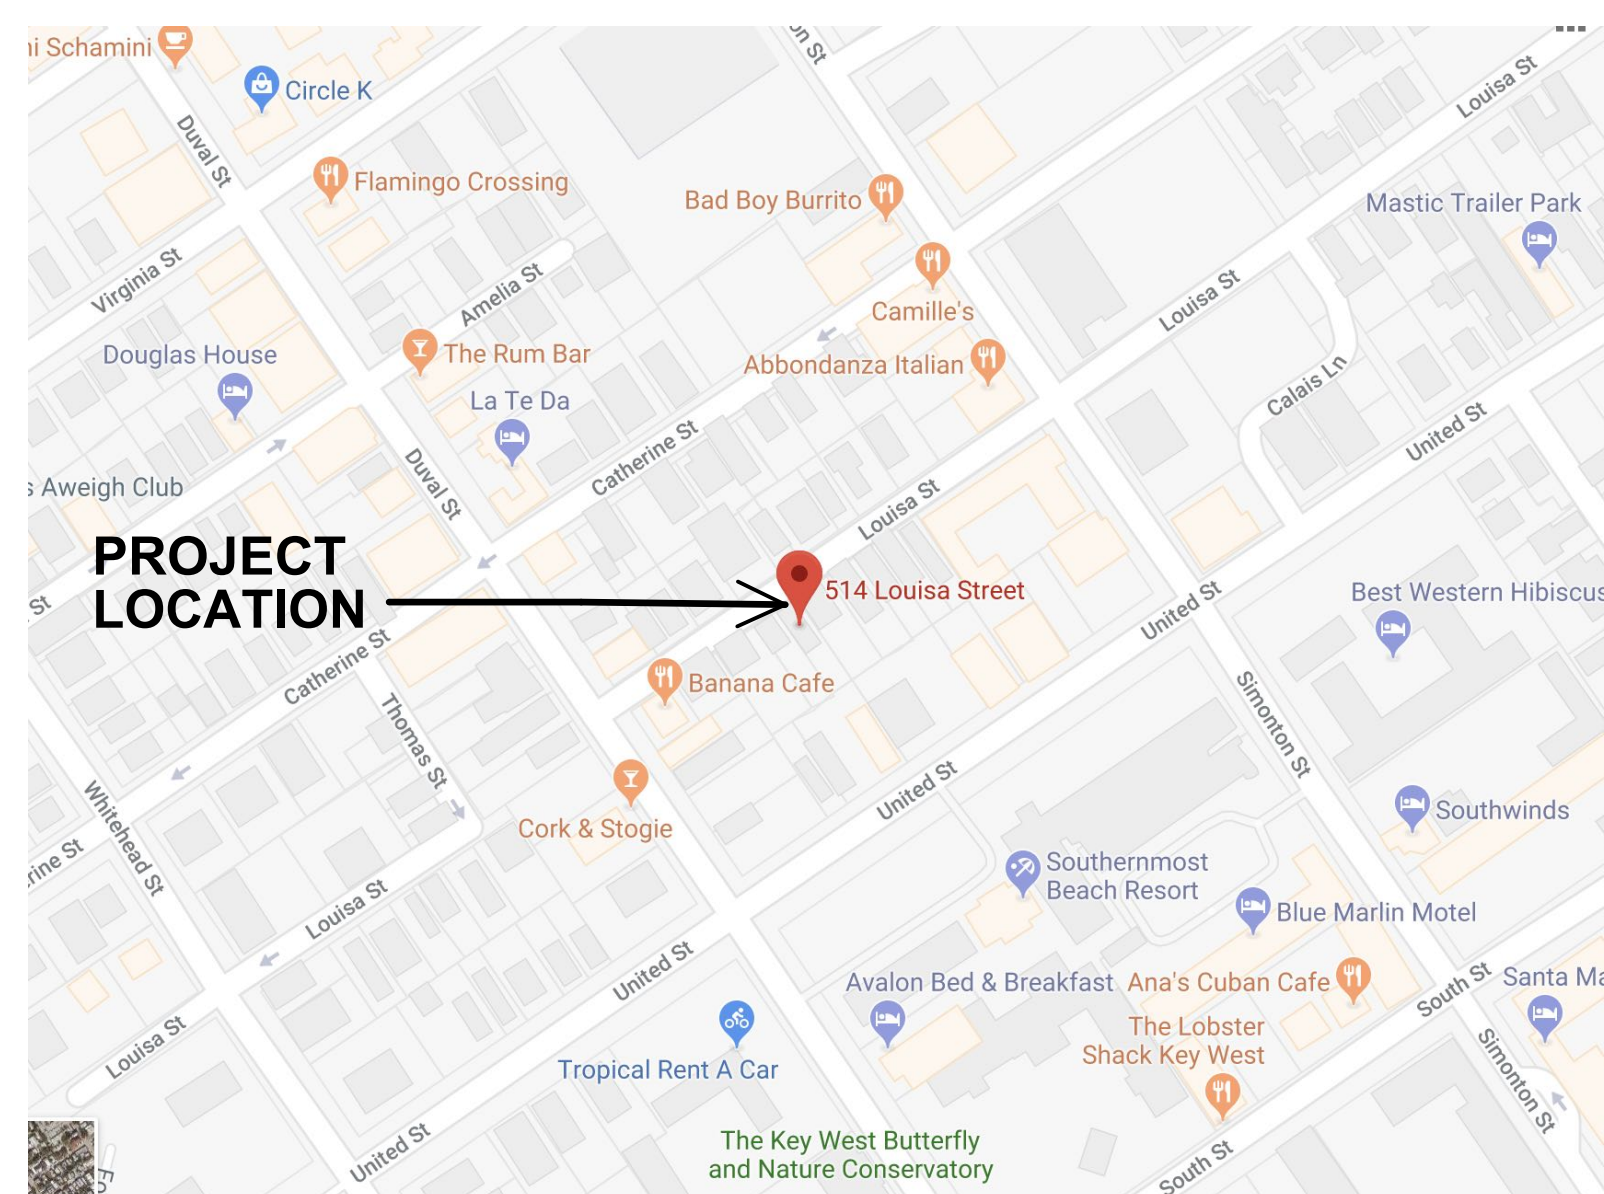 Schamini
Circle K
Louisa St
Duval St
Flamingo Crossing
Bad Boy Burrito
Mastic Trailer Park
Virginia St
Amelia St
Camille's
Louisa St
Douglas House
The Rum Bar
Abbondanza Italian
La Te Da
Calais Ln
United St
Catherine St
Duval St
Aweigh Club
Louisa St
PROJECT
LOCATION
514 Louisa Street
St
United St
Best Western Hibiscus
Catherine St
Banana Cafe
Thomas St
Simonton St
United St
Whitehead St
Cork & Stogie
Southwinds
St
Southernmost
Beach Resort
Louisa St
Blue Marlin Motel
United St
Avalon Bed & Breakfast
Ana's Cuban Cafe
South St
Santa
Louisa St
Tropical Rent A Car
The Lobster
Shack Key West
Simonton St
United St
The Key West Butterfly
and Nature Conservatory
South St